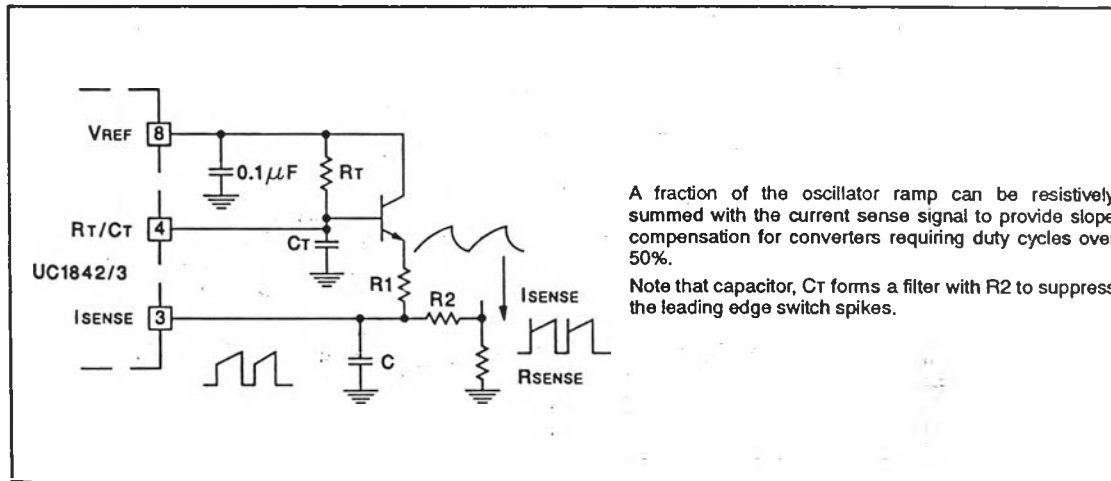 VREF 8
0.1µF RT
RT/CT 4
CT
UC1842/3
R1
ISENSE 3
R2
ISENSE
C
RSENSE
A fraction of the oscillator ramp can be resistively
summed with the current sense signal to provide slope
compensation for converters requiring duty cycles over
50%.
Note that capacitor, CT forms a filter with R2 to suppress
the leading edge switch spikes.